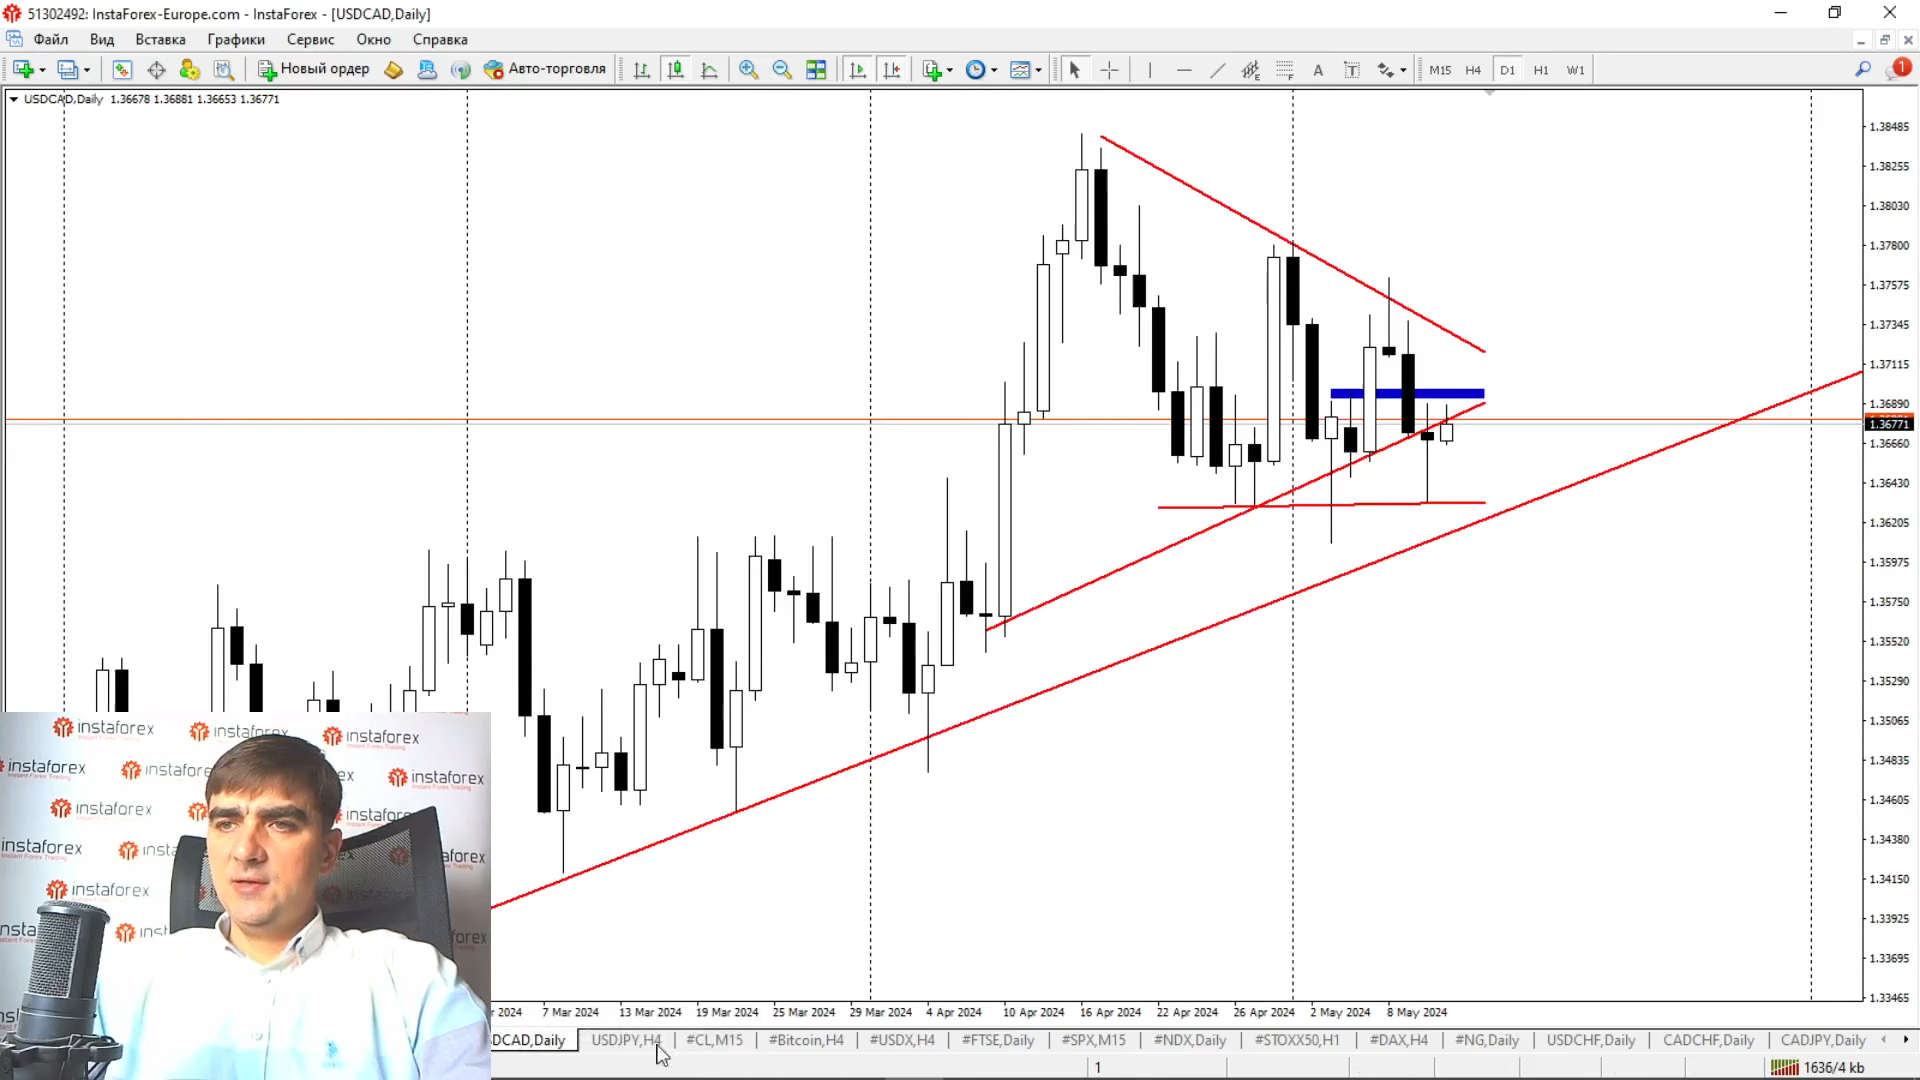 51302492: InstaForex-Europe.com - InstaForex - [USDCAD,Daily]
Файл Вид Вставка Графики Сервис Окно Справка
Новый ордер Авто-торговля A T M15 H4 D1 H1 W1 1
USDCAD,Daily 1.36678 1.36881 1.36653 1.36771
1.38485
1.38255
1.38030
1.37800
1.37575
1.37345
1.37115
1.36890
1.36771
1.36660
1.36430
1.36205
1.35975
1.35750
1.35520
1.35290
1.35065
1.34835
1.34605
1.34380
1.34150
1.33925
1.33695
1.33465
instaforex
Instant Forex Trading
instaforex
instaforex
instaforex
instaforex
instaforex
instaforex
instaforex
instaforex
2024 7 Mar 2024 13 Mar 2024 19 Mar 2024 25 Mar 2024 29 Mar 2024 4 Apr 2024 10 Apr 2024 16 Apr 2024 22 Apr 2024 26 Apr 2024 2 May 2024 8 May 2024
DCAD,Daily USDJPY,H4 #CL,M15 #Bitcoin,H4 #USDX,H4 #FTSE,Daily #SPX,M15 #NDX,Daily #STOXX50,H1 #DAX,H4 #NG,Daily USDCHF,Daily CADCHF,Daily CADJPY,Daily
1 1636/4 kb